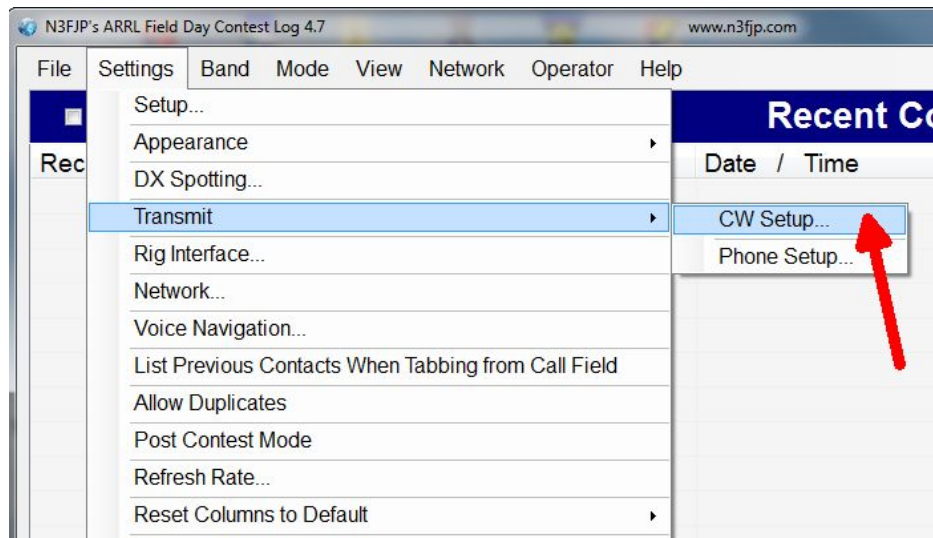 N3FJP's ARRL Field Day Contest Log 4.7 www.n3fjp.com
File Settings Band Mode View Network Operator Help
Setup...
Recent Co
Appearance
Rec
Date / Time
DX Spotting...
Transmit
CW Setup...
Rig Interface...
Phone Setup...
Network...
Voice Navigation...
List Previous Contacts When Tabbing from Call Field
Allow Duplicates
Post Contest Mode
Refresh Rate...
Reset Columns to Default